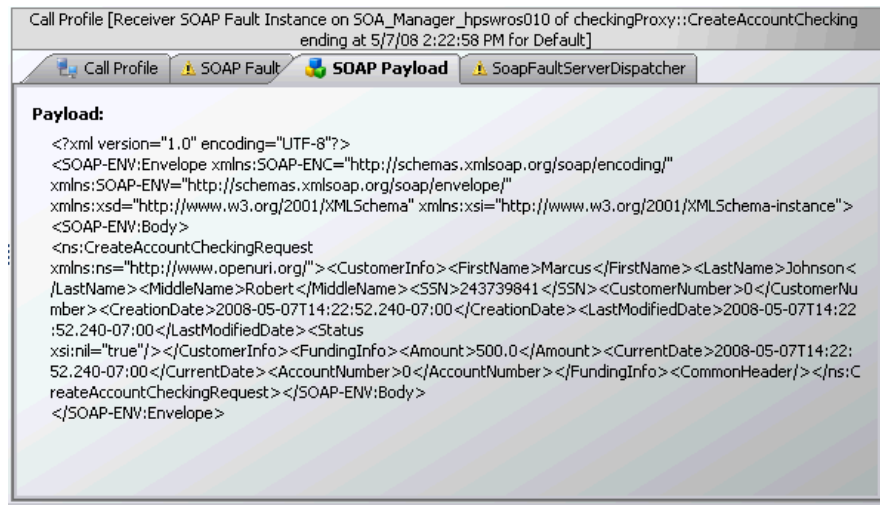 Call Profile [Receiver SOAP Fault Instance on SOA_Manager_hpswros010 of checkingProxy::CreateAccountChecking
ending at 5/7/08 2:22:58 PM for Default]
Call Profile SOAP Fault SOAP Payload SoapFaultServerDispatcher
Payload:
<?xml version="1.0" encoding="UTF-8"?>
<SOAP-ENV:Envelope xmlns:SOAP-ENC="http://schemas.xmlsoap.org/soap/encoding/"
xmlns:SOAP-ENV="http://schemas.xmlsoap.org/soap/envelope/"
xmlns:xsd="http://www.w3.org/2001/XMLSchema" xmlns:xsi="http://www.w3.org/2001/XMLSchema-instance">
<SOAP-ENV:Body>
<ns:CreateAccountCheckingRequest
xmlns:ns="http://www.openuri.org/"><CustomerInfo><FirstName>Marcus</FirstName><LastName>Johnson<
/LastName><MiddleName>Robert</MiddleName><SSN>243739841</SSN><CustomerNumber>0</CustomerNu
mber><CreationDate>2008-05-07T14:22:52.240-07:00</CreationDate><LastModifiedDate>2008-05-07T14:22
:52.240-07:00</LastModifiedDate><Status
xsi:nil="true"/></CustomerInfo><FundingInfo><Amount>500.0</Amount><CurrentDate>2008-05-07T14:22:
52.240-07:00</CurrentDate><AccountNumber>0</AccountNumber></FundingInfo><CommonHeader/></ns:C
reateAccountCheckingRequest></SOAP-ENV:Body>
</SOAP-ENV:Envelope>